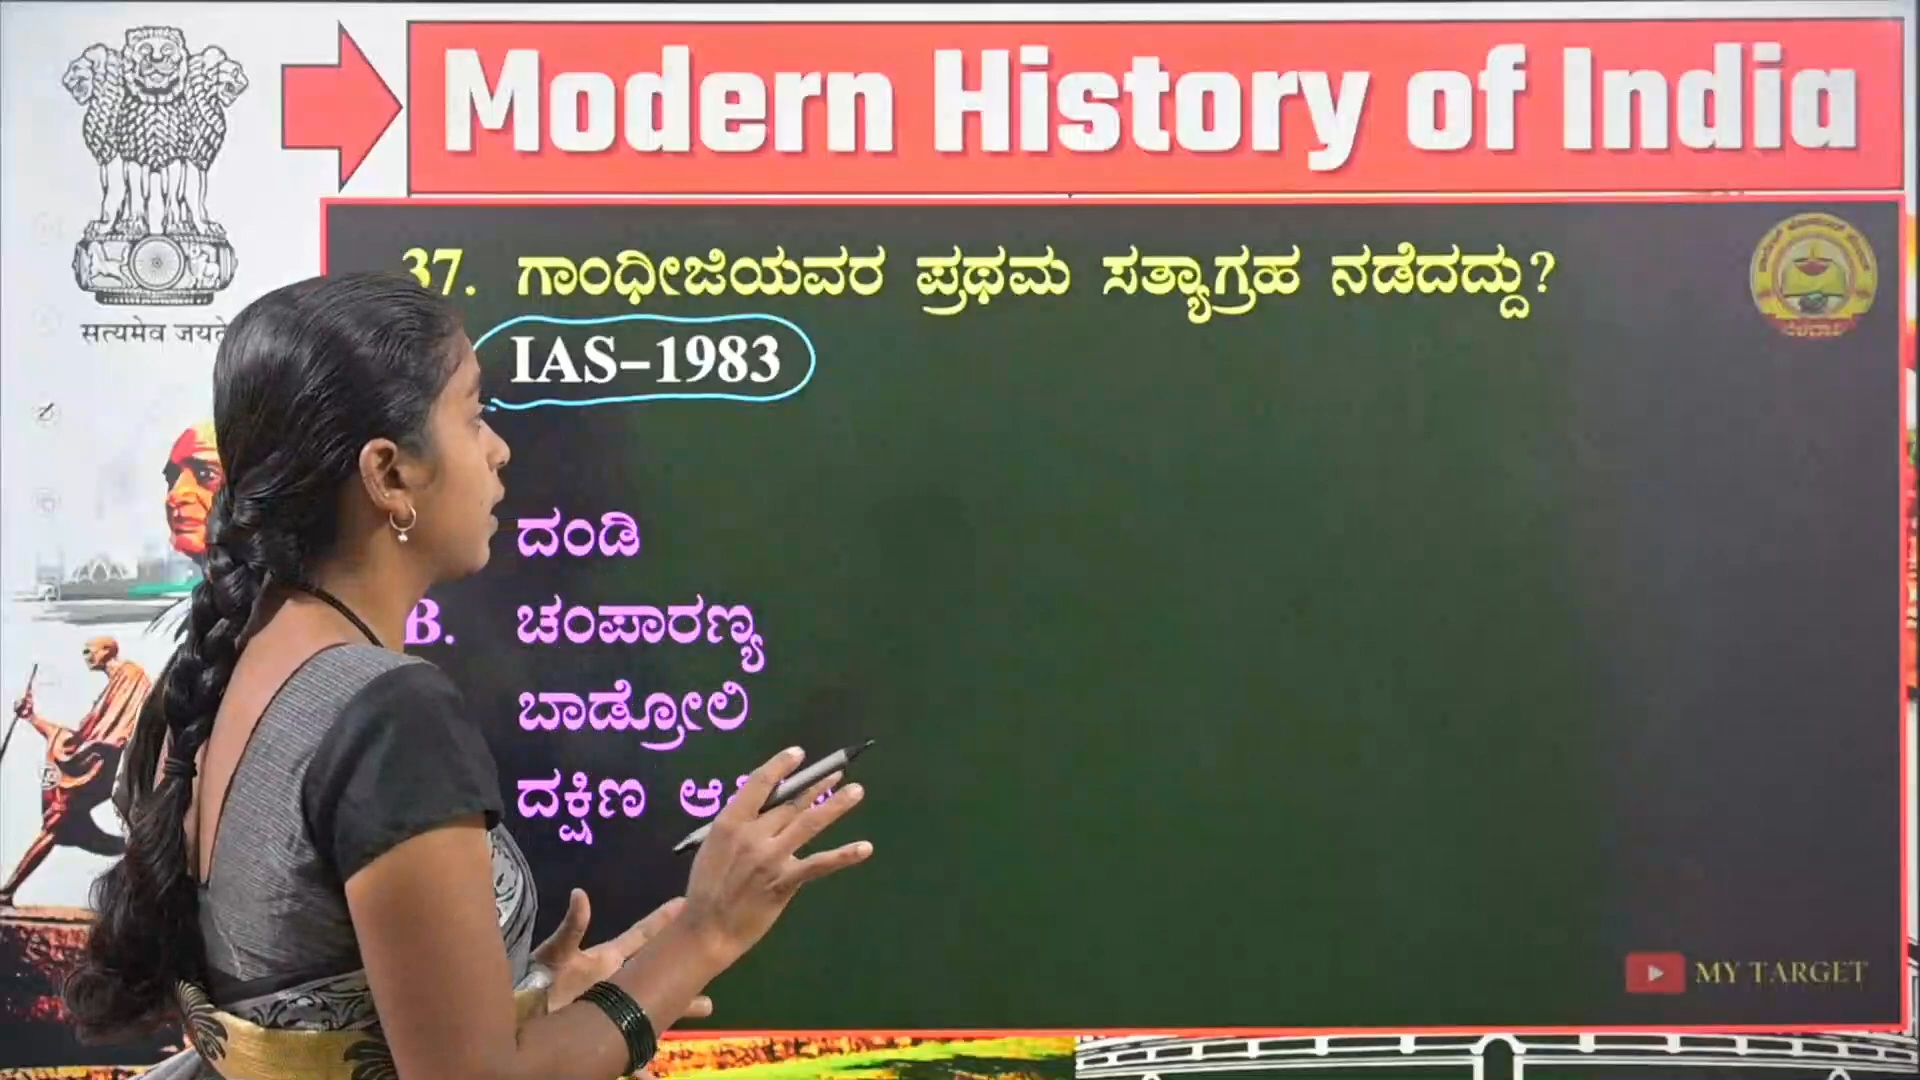 Modern History of India
सत्यमेव जयते
37. ಗಾಂಧೀಜಿಯವರ ಪ್ರಥಮ ಸತ್ಯಾಗ್ರಹ ನಡೆದದ್ದು?
IAS-1983
ದಂಡಿ
B. ಚಂಪಾರಣ್ಯ
ಬಾಡ್ರೋಲಿ
ದಕ್ಷಿಣ
MY TARGET